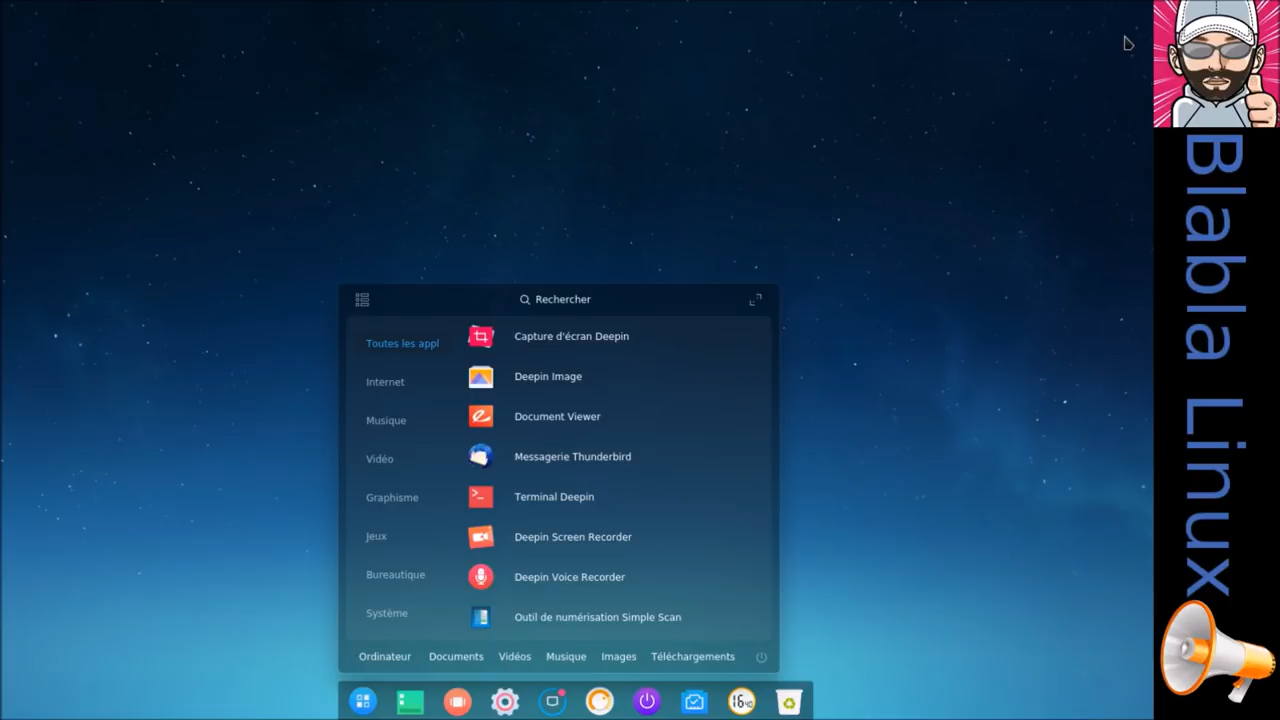 Rechercher
Toutes les appl
Internet
Musique
Vidéo
Graphisme
Jeux
Bureautique
Système
Capture d'écran Deepin
Deepin Image
Document Viewer
Messagerie Thunderbird
Terminal Deepin
Deepin Screen Recorder
Deepin Voice Recorder
Outil de numérisation Simple Scan
Ordinateur Documents Vidéos Musique Images Téléchargements
16 40
Blabla Linux